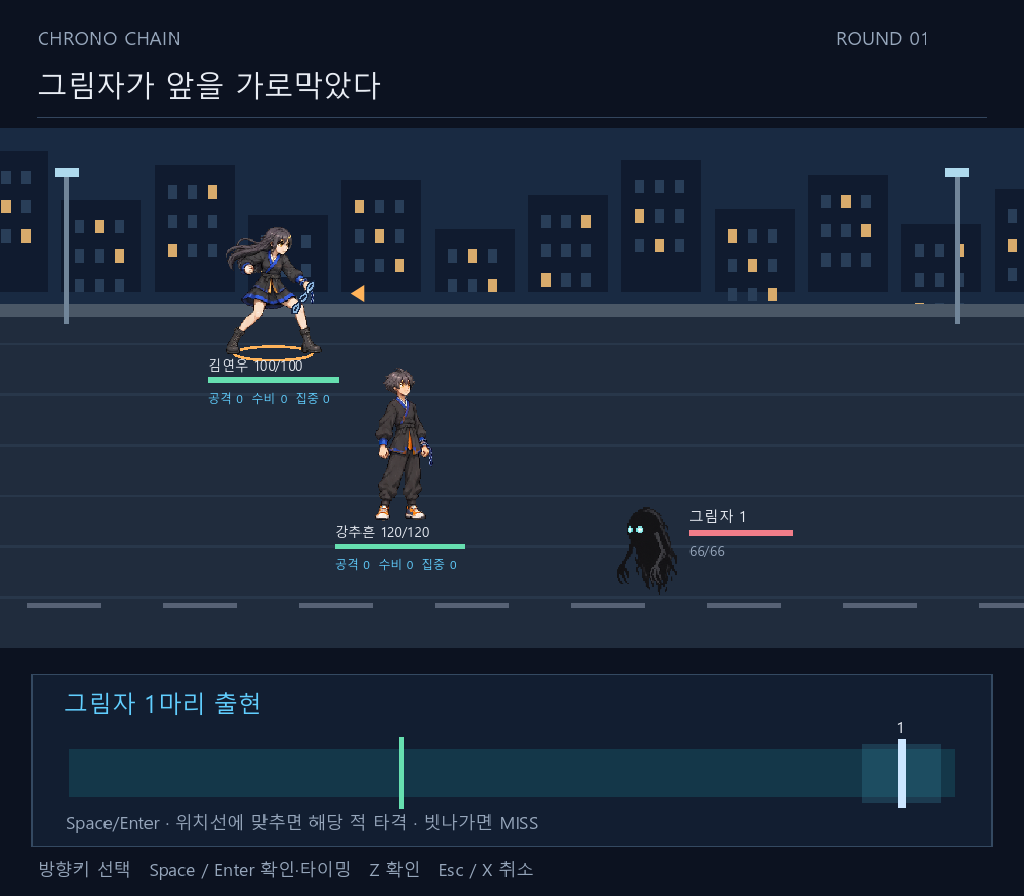 CHRONO CHAIN
ROUND 01
그림자가 앞을 가로막았다
김연우 100/100
공격 0 수비 0 집중 0
강추흔 120/120
공격 0 수비 0 집중 0
그림자 1
66/66
그림자 1마리 출현
1
Space/Enter · 위치선에 맞추면 해당 적 타격 · 빗나가면 MISS
방향키 선택 Space / Enter 확인·타이밍 Z 확인 Esc / X 취소